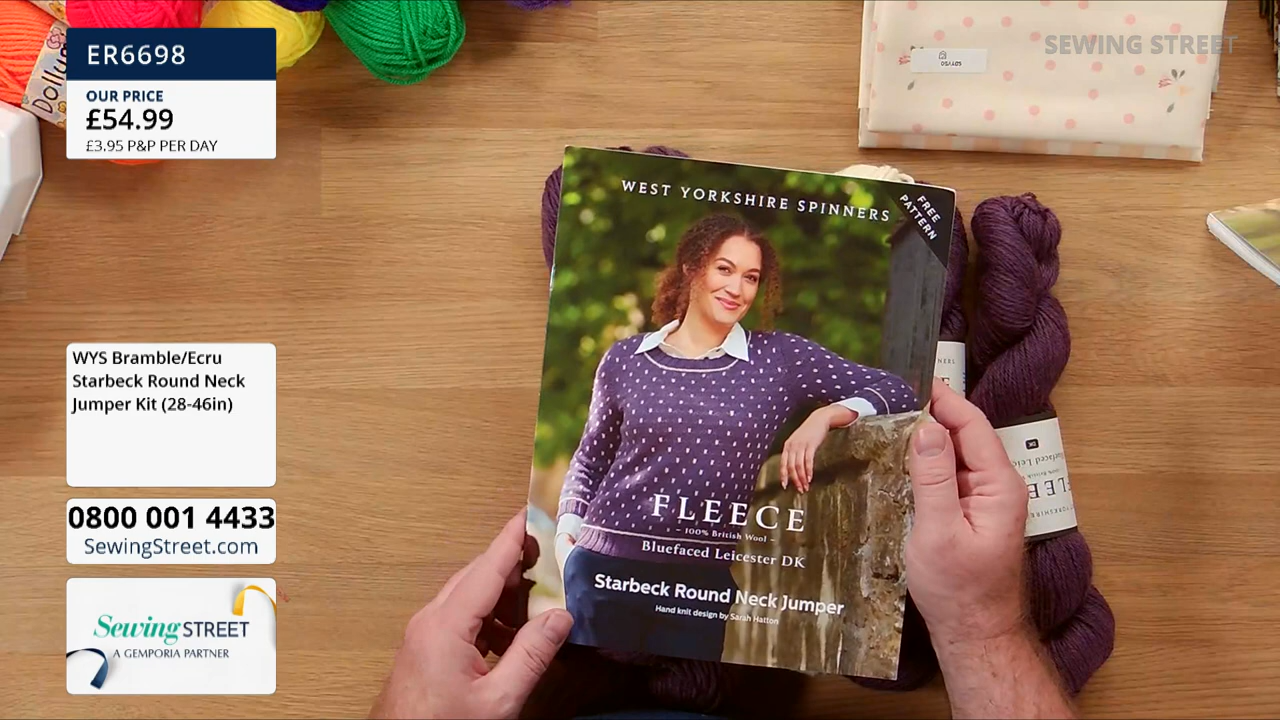 ER6698
OUR PRICE
£54.99
£3.95 P&P PER DAY
WYS Bramble/Ecru
Starbeck Round Neck
Jumper Kit (28-46in)
0800 001 4433
SewingStreet.com
Sewing STREET
A GEMPORIA PARTNER
SEWING STREET
WEST YORKSHIRE SPINNERS
FREE
PATTERN
FLEECE
- 100% British Wool -
Bluefaced Leicester DK
Starbeck Round Neck Jumper
Hand knit design by Sarah Hatton
DK